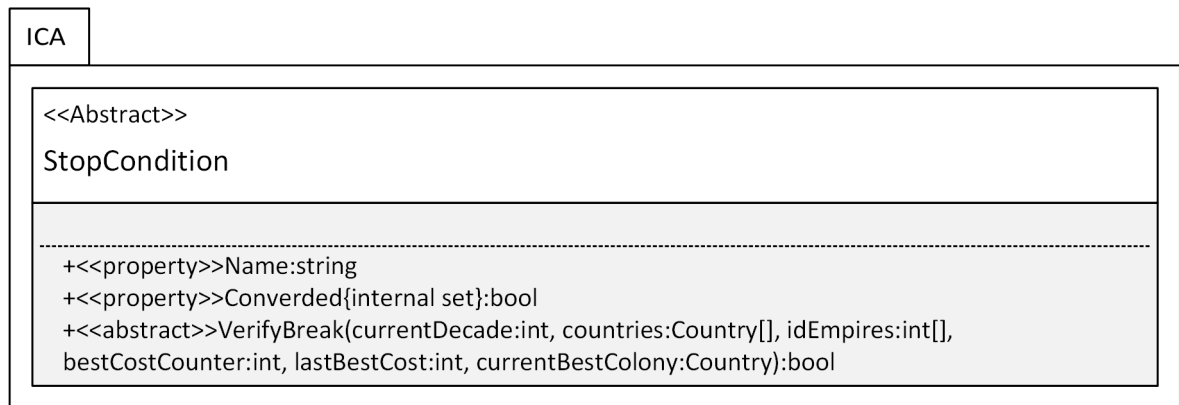 ICA
<<Abstract>>
StopCondition
+<<property>>Name:string
+<<property>>Converded{internal set}:bool
+<<abstract>>VerifyBreak(currentDecade:int, countries:Country[], idEmpires:int[],
bestCostCounter:int, lastBestCost:int, currentBestColony:Country):bool